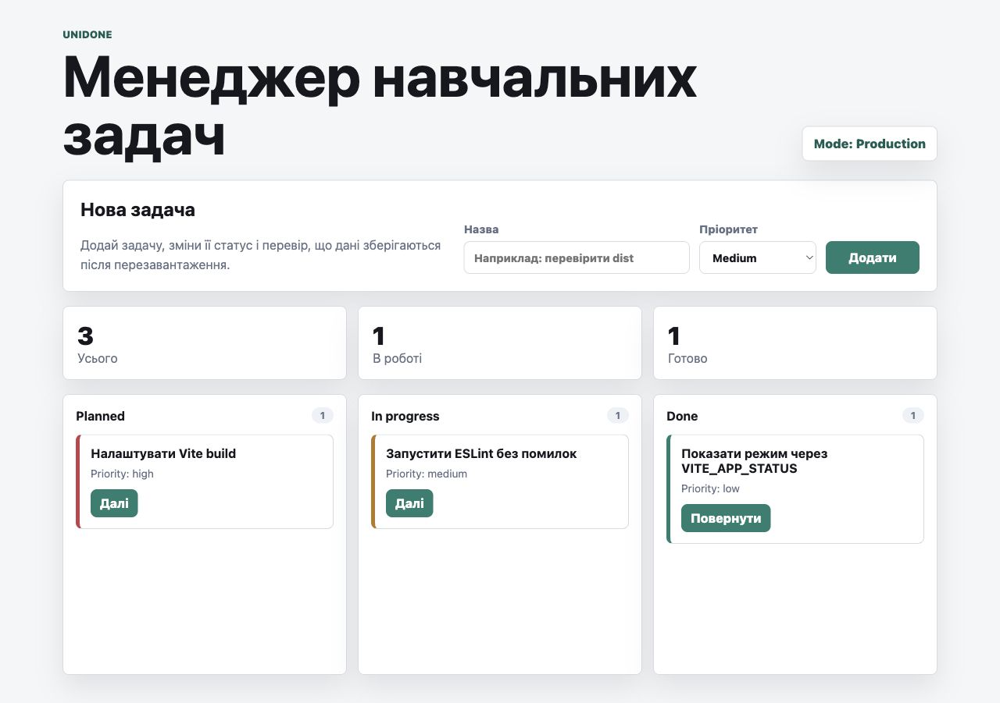 UNIDONE
Менеджер навчальних
задач
Mode: Production
Нова задача
Додай задачу, зміни її статус і перевір, що дані зберігаються
після перезавантаження.
Назва
Наприклад: перевірити dist
Пріоритет
Medium
Додати
3
Усього
1
В роботі
1
Готово
Planned
1
Налаштувати Vite build
Priority: high
Далі
In progress
1
Запустити ESLint без помилок
Priority: medium
Далі
Done
1
Показати режим через
VITE_APP_STATUS
Priority: low
Повернути